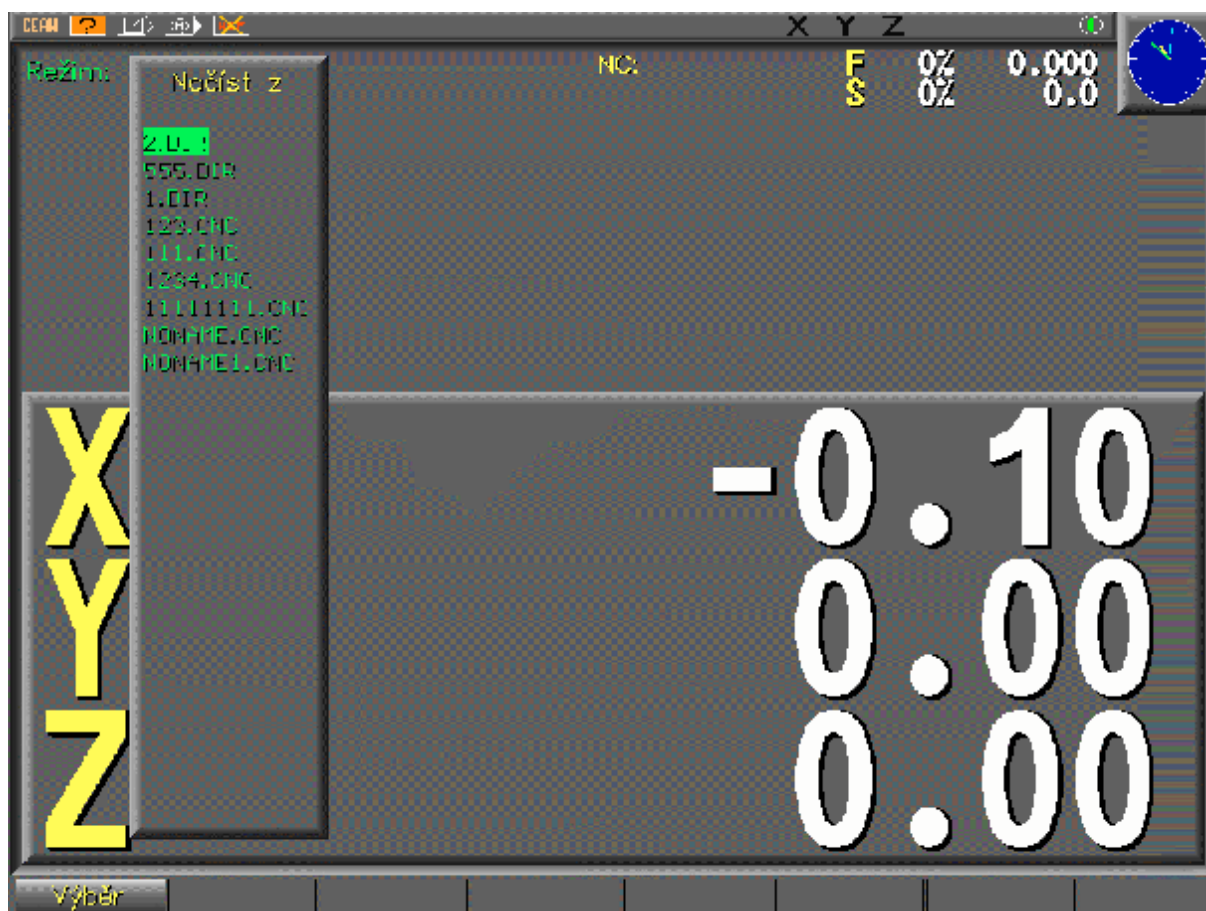 X Y Z
Režim:
NC:
F 0% 0.000
S 0% 0.0
Načíst z
555.DIR
1.DIR
123.CNC
111.CNC
1234.CNC
11111111.CNC
NONAME.CNC
NONAME1.CNC
X -0.10
Y 0.00
Z 0.00
Výběr